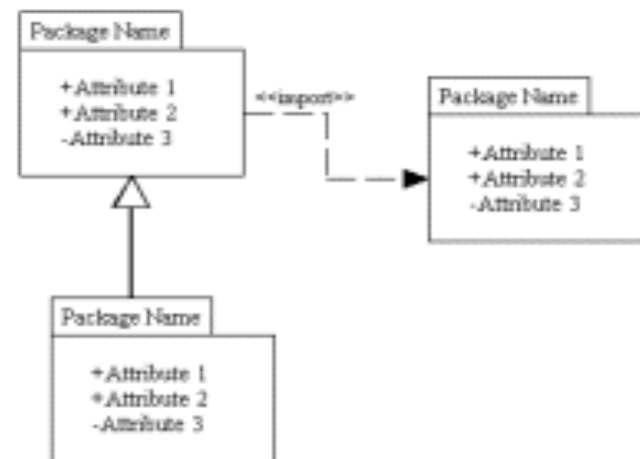 Package Name
+Attribute 1
+Attribute 2
-Attribute 3
<<import>>
Package Name
+Attribute 1
+Attribute 2
-Attribute 3
Package Name
+Attribute 1
+Attribute 2
-Attribute 3